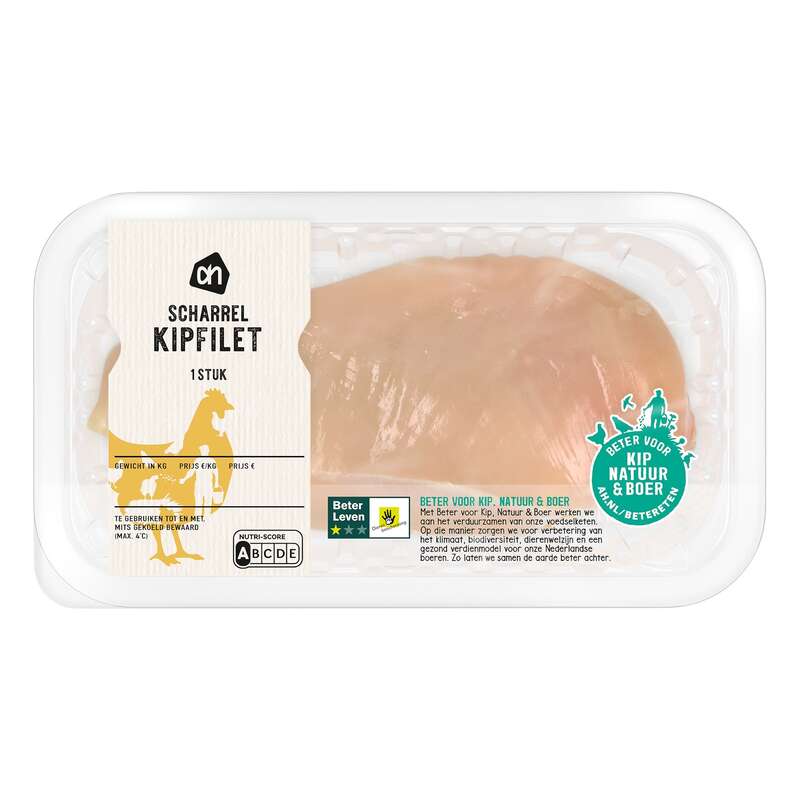 ah
SCHARREL
KIPFILET
1 STUK
GEWICHT IN KG PRIJS €/KG PRIJS €
TE GEBRUIKEN TOT EN MET,
MITS GEKOELD BEWAARD
(MAX. 4°C)
NUTRI-SCORE
ABCDE
Beter
Leven
BETER VOOR KIP, NATUUR & BOER
Met Beter voor Kip, Natuur & Boer werken we
aan het verduurzamen van onze voedselketen.
Op die manier zorgen we voor verbetering van
het klimaat, biodiversiteit, dierenwelzijn en een
gezond verdienmodel voor onze Nederlandse
boeren. Zo laten we samen de aarde beter achter.
BETER VOOR
KIP
NATUUR
& BOER
AH.NL/BETERETEN